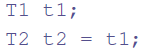 T1 t1;
T2 t2 = t1;